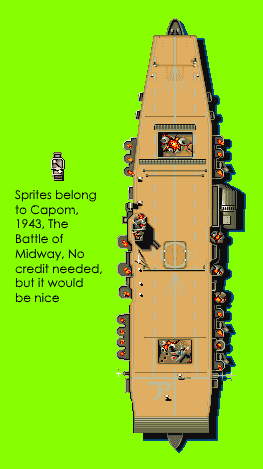 Sprites belong
to Capom,
1943, The
Battle of
Midway, No
credit needed,
but it would
be nice